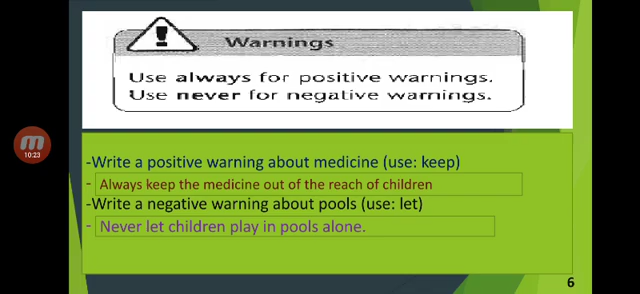 Warnings
Use always for positive warnings.
Use never for negative warnings.
10:23
-Write a positive warning about medicine (use: keep)
- Always keep the medicine out of the reach of children
-Write a negative warning about pools (use: let)
- Never let children play in pools alone.
6